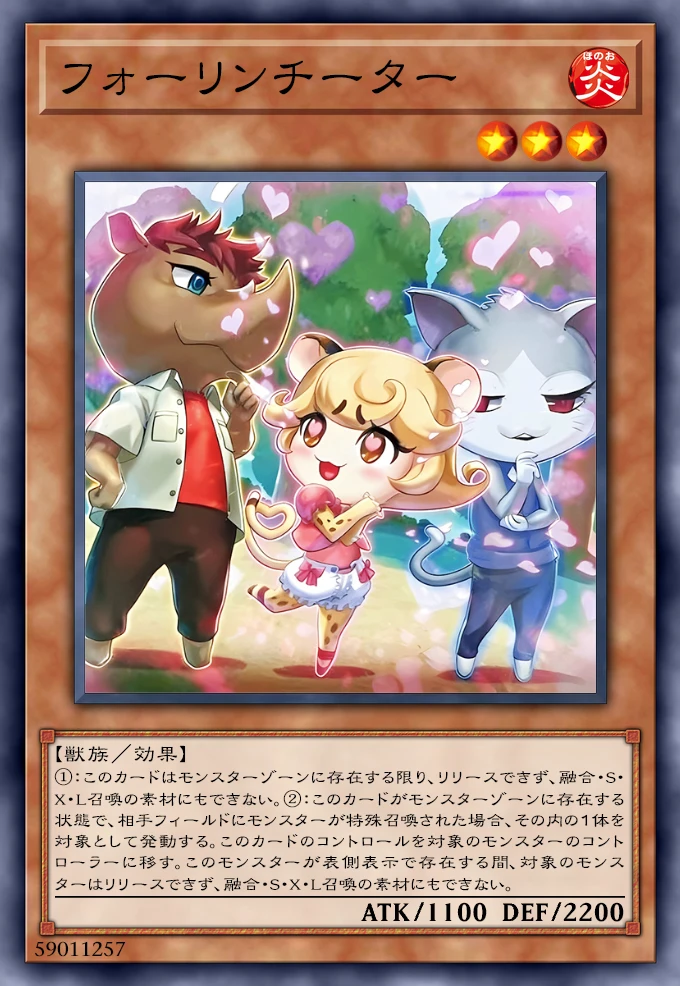 フォーリンチーター
ほのお
炎
【獣族／効果】
①：このカードはモンスターゾーンに存在する限り、リリースできず、融合・S・
X・L召喚の素材にもできない。②：このカードがモンスターゾーンに存在する
状態で、相手フィールドにモンスターが特殊召喚された場合、その内の1体を
対象として発動する。このカードのコントロールを対象のモンスターのコント
ローラーに移す。このモンスターが表側表示で存在する間、対象のモンス
ターはリリースできず、融合・S・X・L召喚の素材にもできない。
ATK/1100 DEF/2200
59011257